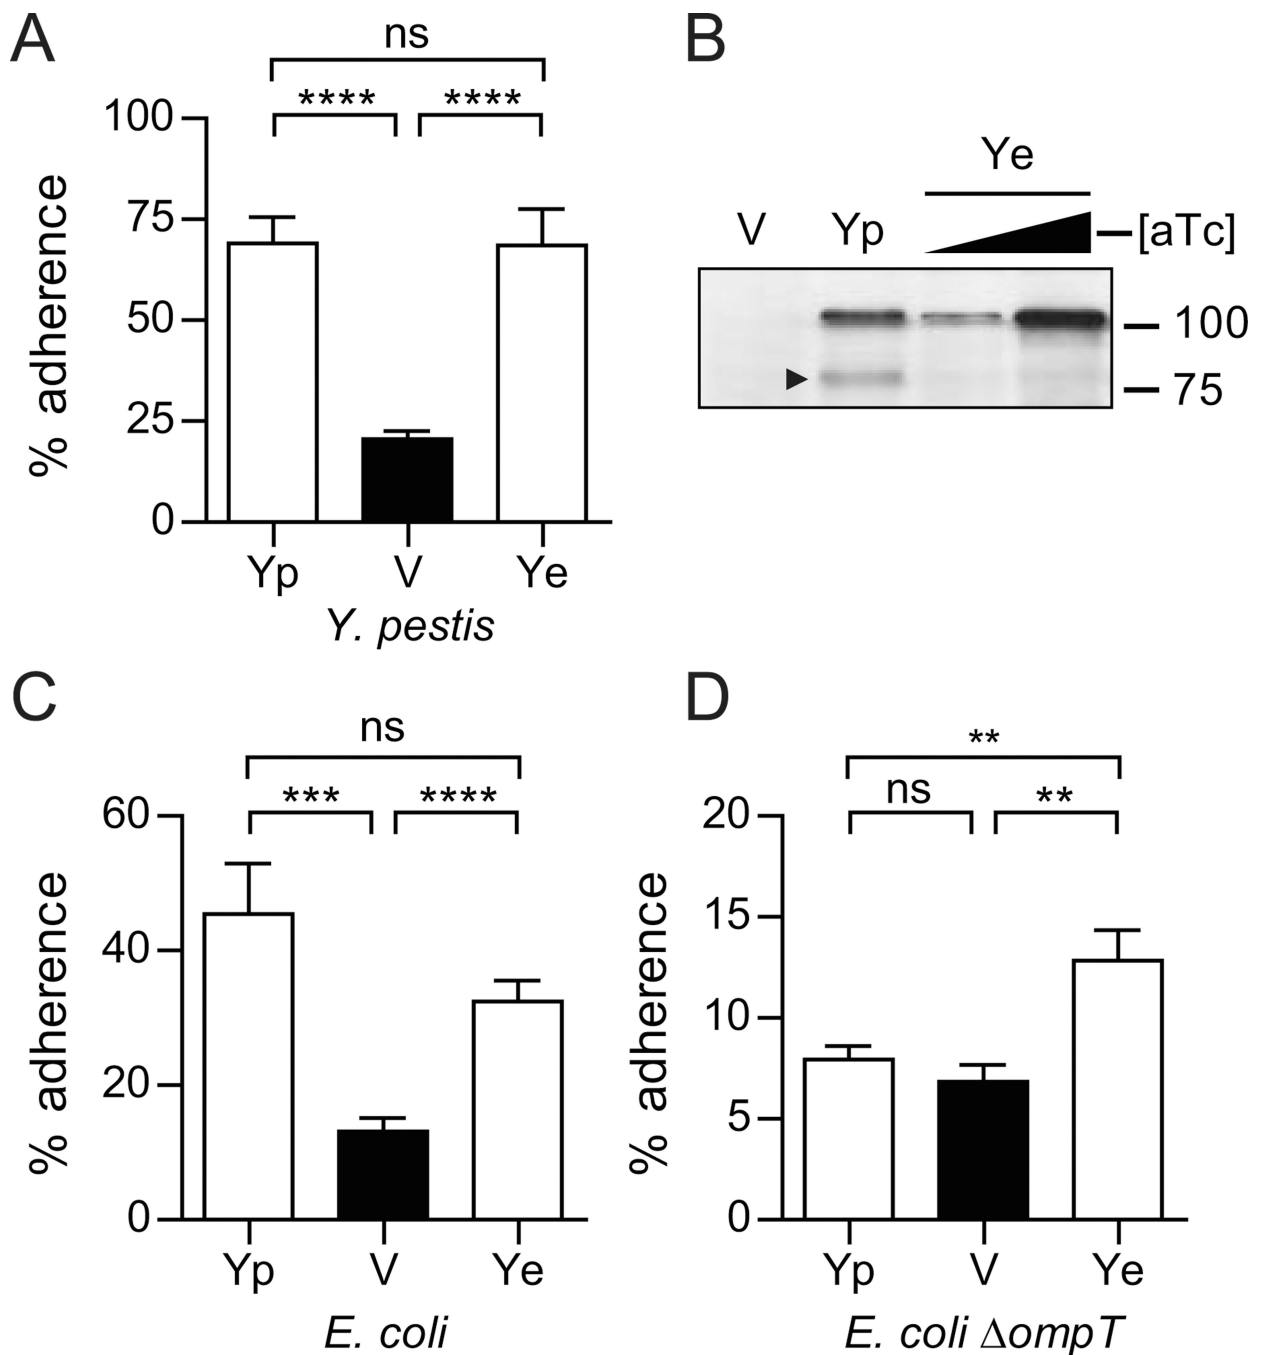 A
ns
**** ****
100
75
50
25
0
% adherence
Yp V Ye
Y. pestis
B
Ye
V Yp [aTc]
100
75
C
ns
*** ****
60
40
20
0
% adherence
Yp V Ye
E. coli
D
**
ns **
20
15
10
5
0
% adherence
Yp V Ye
E. coli ΔompT